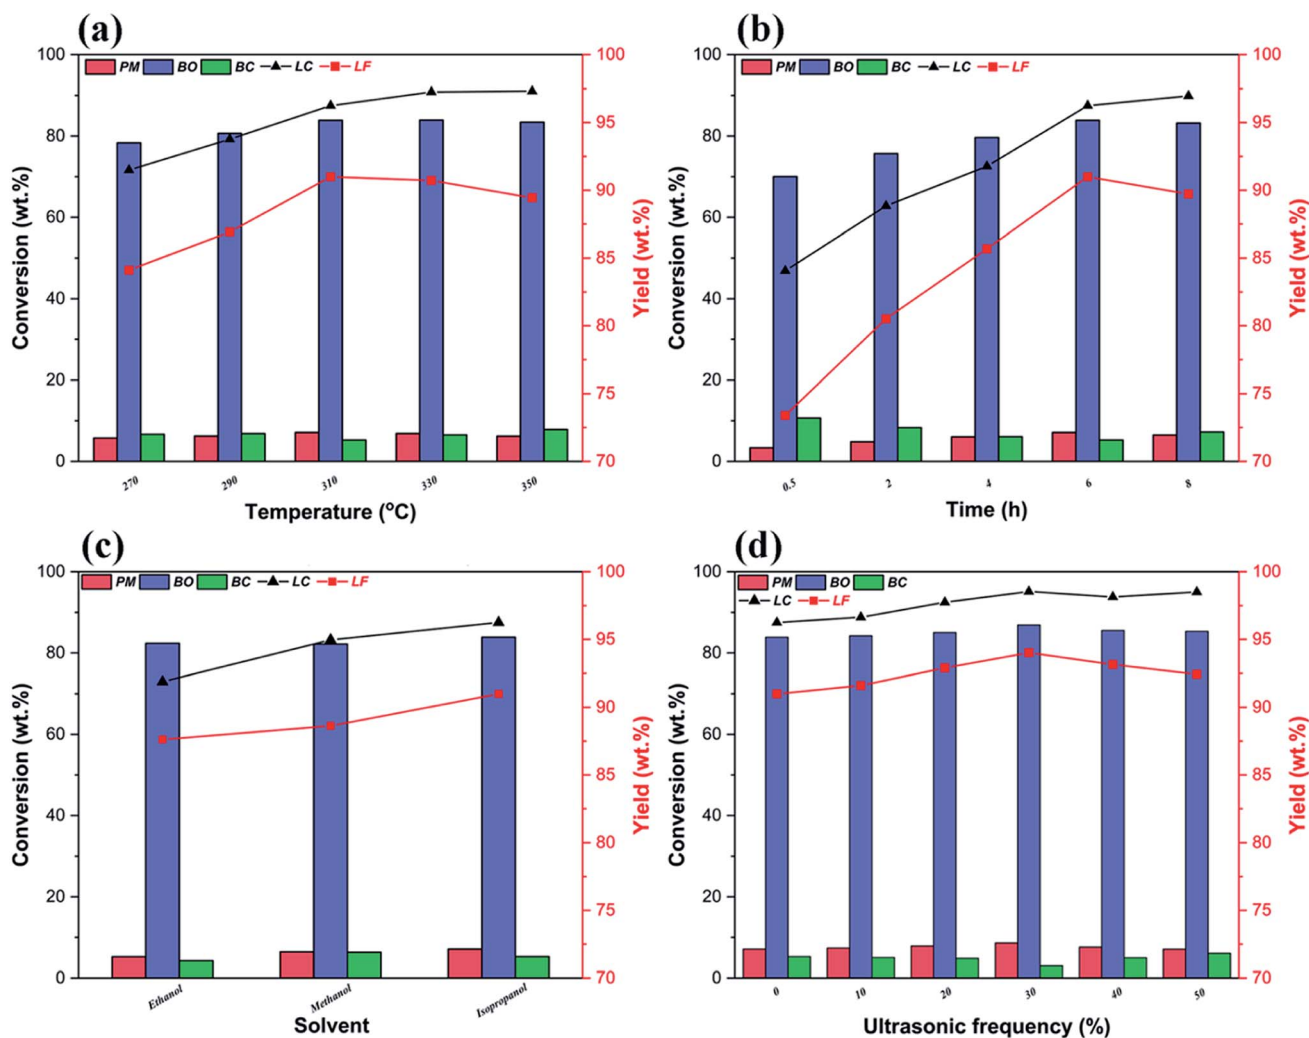 (a)
PM BO BC LC LF
100
80
60
40
20
0
Conversion (wt.%)
100
95
90
85
80
75
70
Yield (wt.%)
270 290 310 330 350
Temperature (°C)
(b)
PM BO BC LC LF
100
80
60
40
20
0
Conversion (wt.%)
100
95
90
85
80
75
70
Yield (wt.%)
0.5 2 4 6 8
Time (h)
(c)
PM BO BC LC LF
100
80
60
40
20
0
Conversion (wt.%)
100
95
90
85
80
75
70
Yield (wt.%)
Ethanol Methanol Isopropanol
Solvent
(d)
PM BO BC
LC LF
100
80
60
40
20
0
Conversion (wt.%)
100
95
90
85
80
75
70
Yield (wt.%)
0 10 20 30 40 50
Ultrasonic frequency (%)